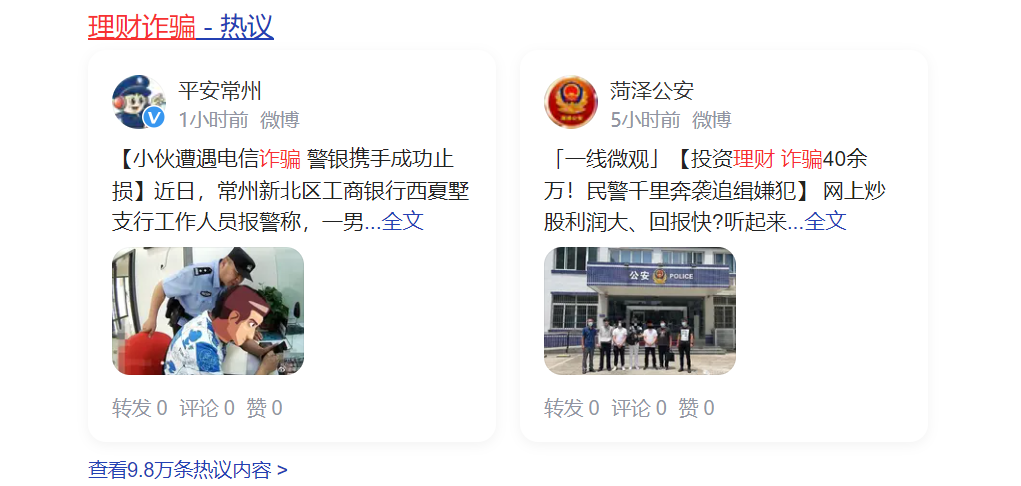 理财诈骗 - 热议
平安常州
1小时前 微博
【小伙遭遇电信诈骗 警银携手成功止
损】近日，常州新北区工商银行西夏墅
支行工作人员报警称，一男...全文
转发 0 评论 0 赞 0
菏泽公安
5小时前 微博
「一线微观」【投资理财 诈骗40余
万！民警千里奔袭追缉嫌犯】 网上炒
股利润大、回报快?听起来...全文
公安 POLICE
转发 0 评论 0 赞 0
查看9.8万条热议内容 >